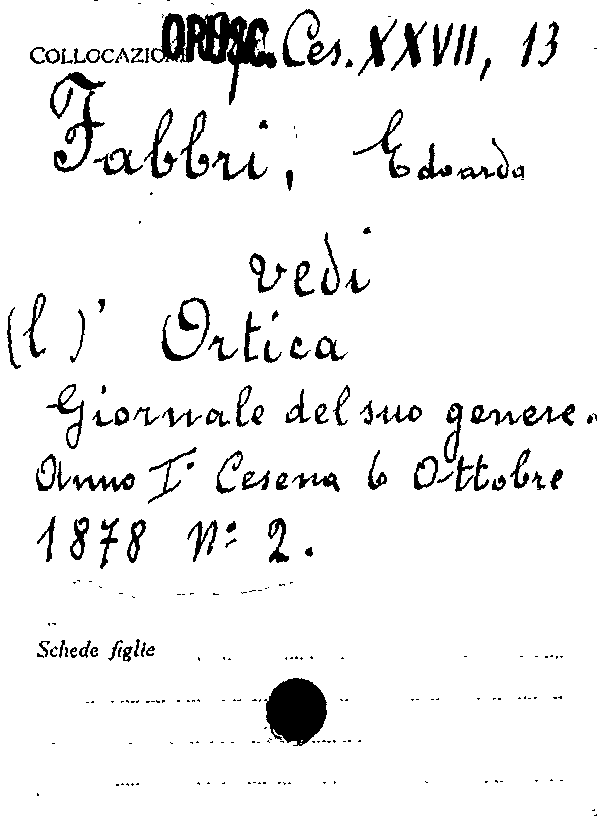 COLLOCAZIONE OPUSC. Ces. XXVII, 13
Fabbri, Edoardo
vedi
(l)' Ortica
Giornale del suo genere.
Anno I° Cesena 6 Ottobre
1878 N: 2.
Schede figlie